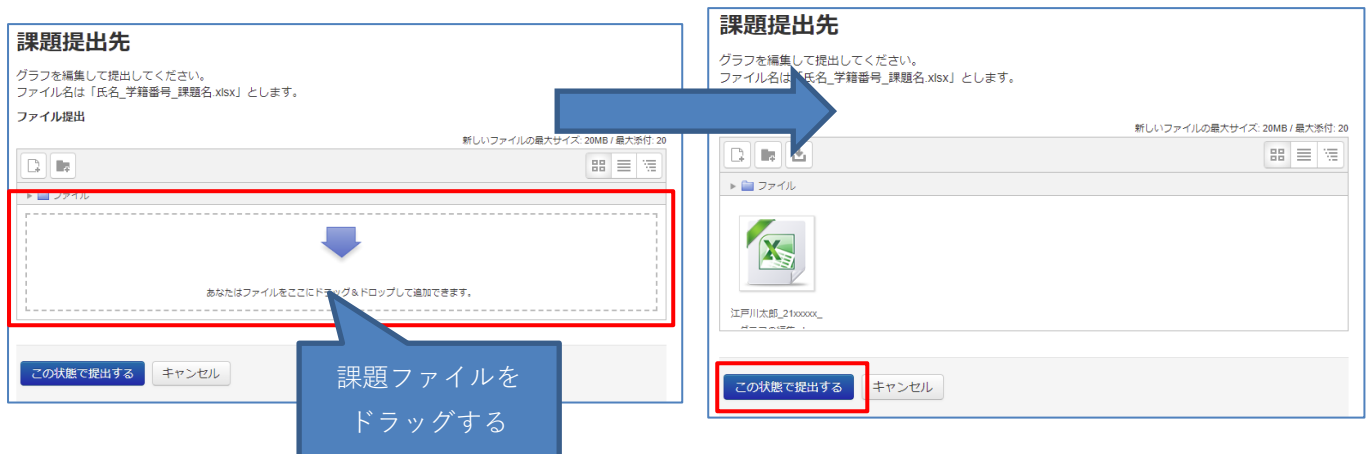 課題提出先
グラフを編集して提出してください。
ファイル名は「氏名_学籍番号_課題名.xlsx」とします。
ファイル提出
新しいファイルの最大サイズ: 20MB / 最大添付: 20
ファイル
あなたはファイルをここにドラッグ&ドロップして追加できます。
この状態で提出する
キャンセル
課題ファイルを
ドラッグする
課題提出先
グラフを編集して提出してください。
ファイル名は「氏名_学籍番号_課題名.xlsx」とします。
新しいファイルの最大サイズ: 20MB / 最大添付: 20
ファイル
江戸川太郎_21xxxxx_
この状態で提出する
キャンセル